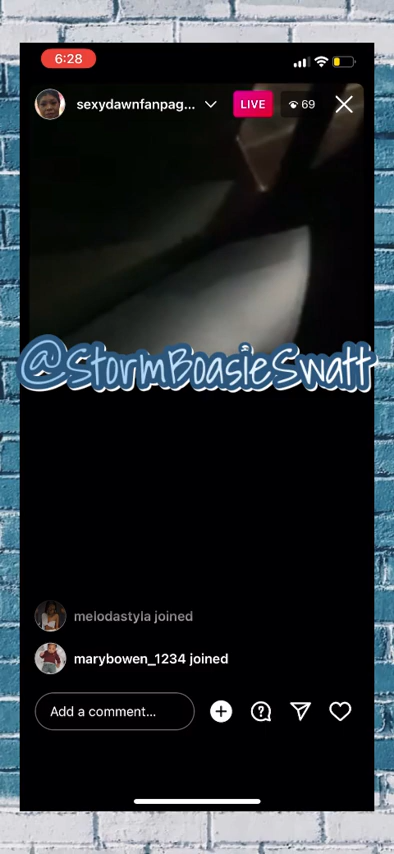 6:28
sexydawnfanpag...
LIVE
69
@StormBoasieSwatt
melodastyla joined
marybowen_1234 joined
Add a comment...